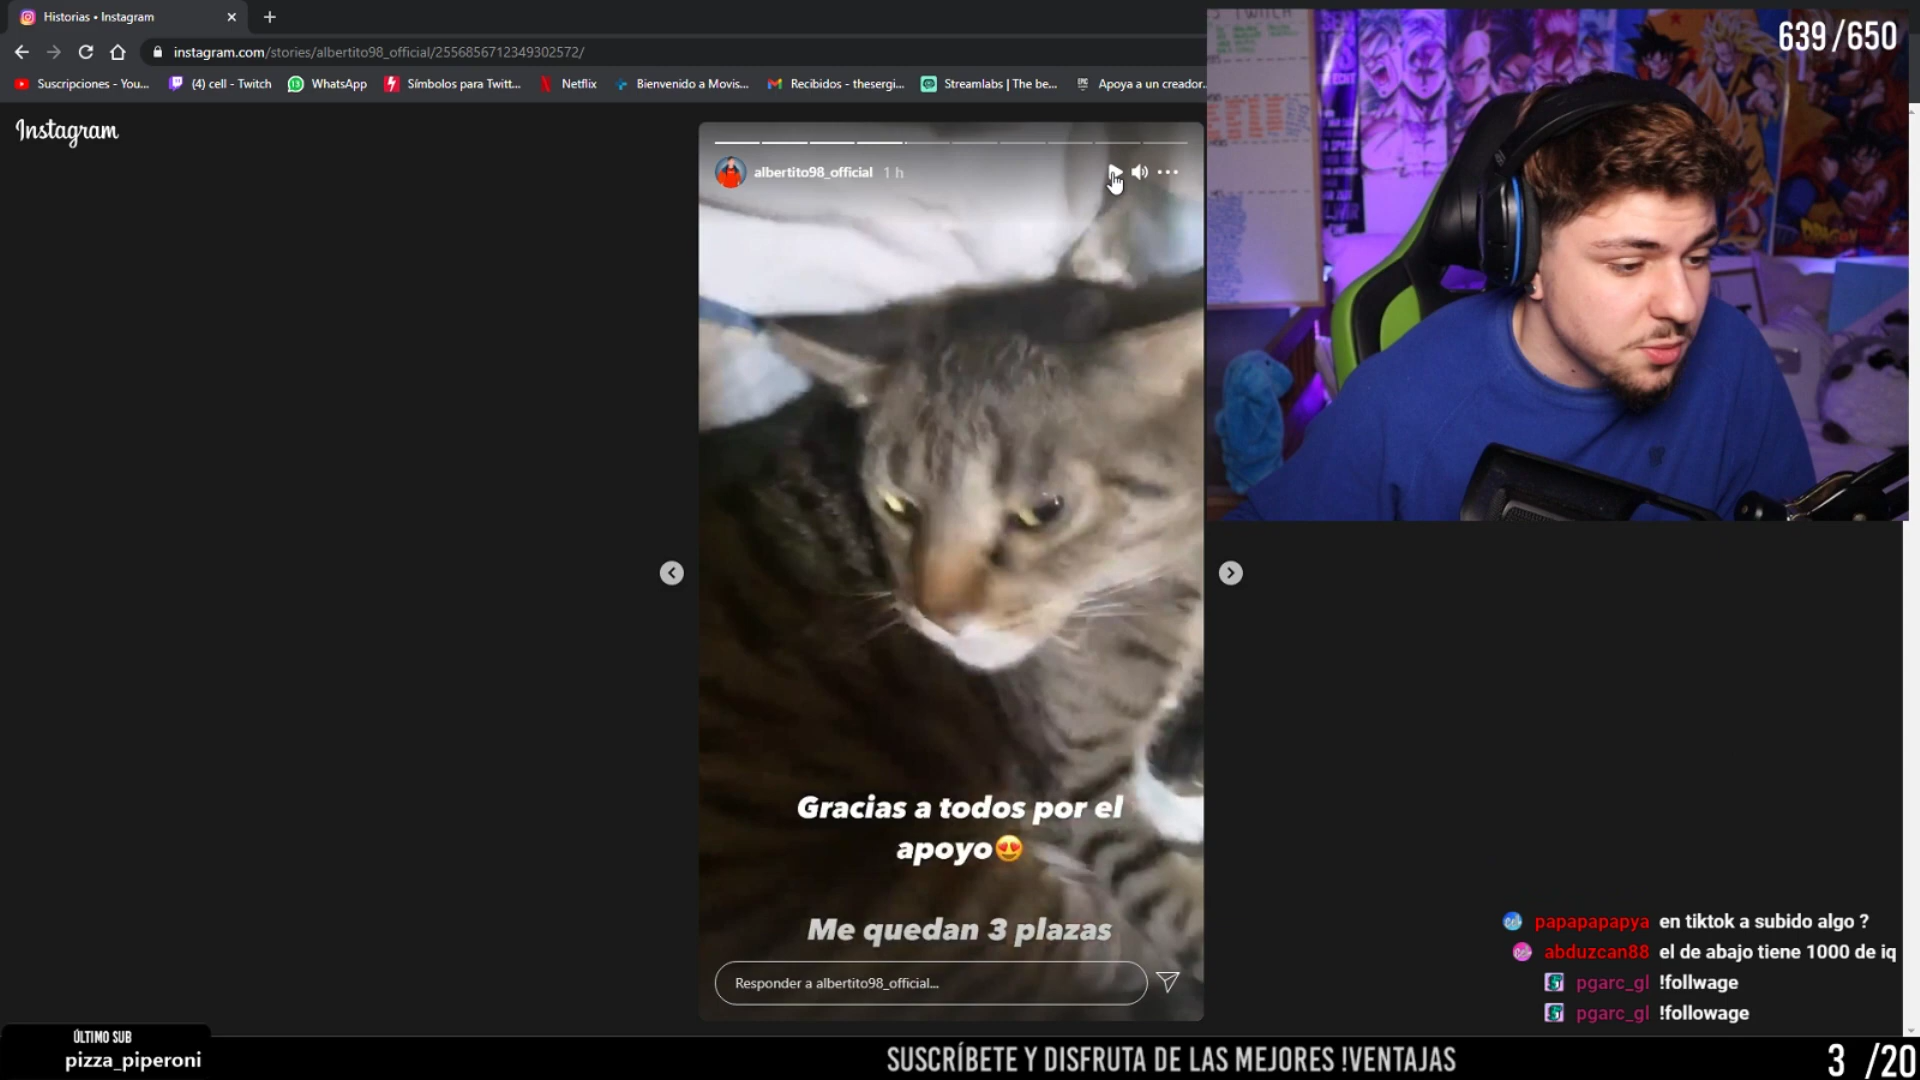 Historias • Instagram
instagram.com/stories/albertito98_official/2556856712349302572/
Suscripciones - You...
(4) cell - Twitch
WhatsApp
Símbolos para Twitt...
Netflix
Bienvenido a Movis...
Recibidos - thesergi...
Streamlabs | The be...
Apoya a un creador...
639/650
Instagram
albertito98_official 1 h
Gracias a todos por el
apoyo😍
Me quedan 3 plazas
Responder a albertito98_official...
papapapapya en tiktok a subido algo ?
abduzcan88 el de abajo tiene 1000 de iq
pgarc_gl !follwage
pgarc_gl !followage
ÚLTIMO SUB
pizza_piperoni
SUSCRÍBETE Y DISFRUTA DE LAS MEJORES !VENTAJAS
3 /20